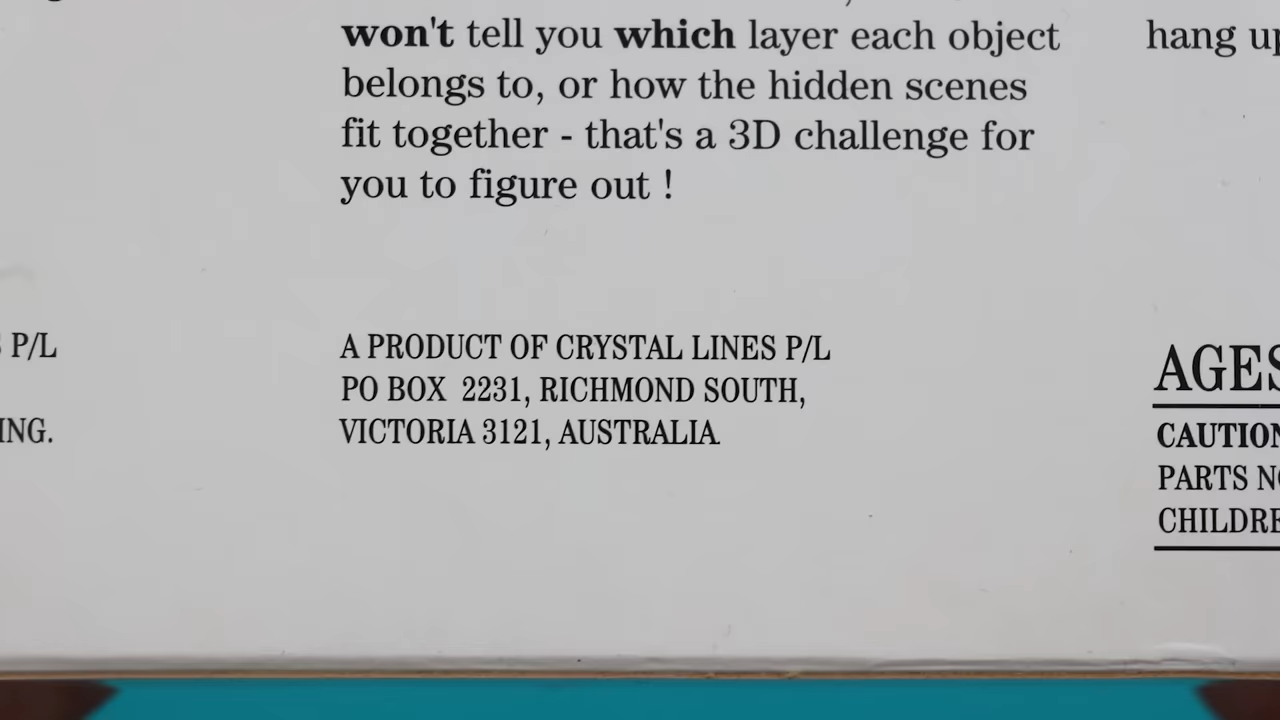 won't tell you which layer each object
belongs to, or how the hidden scenes
fit together - that's a 3D challenge for
you to figure out !
hang
P/L
A PRODUCT OF CRYSTAL LINES P/L
PO BOX 2231, RICHMOND SOUTH,
VICTORIA 3121, AUSTRALIA.
AGES
CAUTION
PARTS